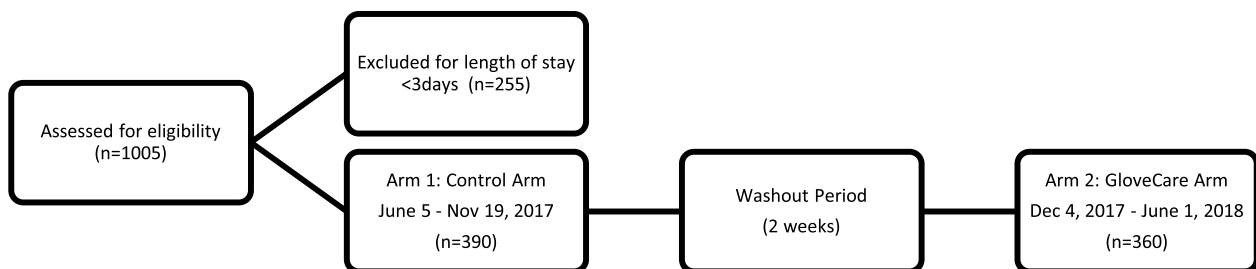 Excluded for length of stay
<3days (n=255)
Assessed for eligibility
(n=1005)
Arm 1: Control Arm
June 5 - Nov 19, 2017
(n=390)
Washout Period
(2 weeks)
Arm 2: GloveCare Arm
Dec 4, 2017 - June 1, 2018
(n=360)